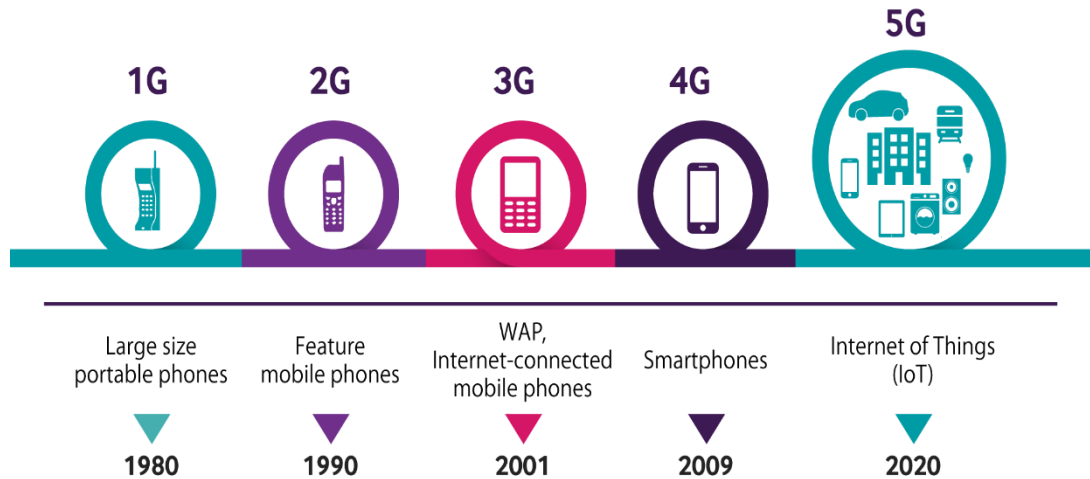 1G
2G
3G
4G
5G
Large size
portable phones
Feature
mobile phones
WAP,
Internet-connected
mobile phones
Smartphones
Internet of Things
(IoT)
1980
1990
2001
2009
2020